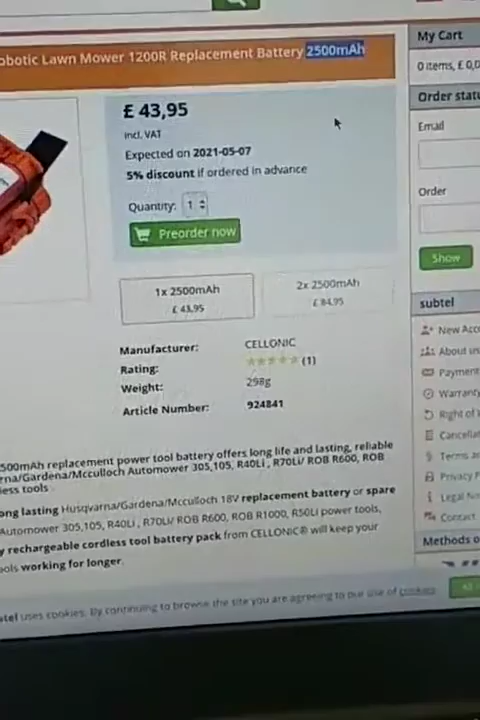 obotic Lawn Mower 1200R Replacement Battery 2500mAh
£ 43,95
incl. VAT
Expected on 2021-05-07
5% discount if ordered in advance
Quantity: 1
Preorder now
1x 2500mAh
£ 43,95
2x 2500mAh
£ 84,95
Manufacturer: CELLONIC
Rating: (1)
Weight: 298g
Article Number: 924841
500mAh replacement power tool battery offers long life and lasting, reliable
rna/Gardena/Mcculloch Automower 305,105, R40Li , R70Li/ ROB R600, ROB
less tools
ong lasting Husqvarna/Gardena/Mcculloch 18V replacement battery or spare
Automower 305,105, R40Li , R70Li/ ROB R600, ROB R1000, R50Li power tools,
y rechargeable cordless tool battery pack from CELLONIC® will keep your
ools working for longer.
My Cart
0 items, £ 0,0
Order statu
Email
Order
Show
subtel
New Acc
About us
Payment
Warranty
Right of
Cancella
Terms a
Privacy P
Legal No
Contact
Methods o
tel uses cookies. By continuing to browse the site you are agreeing to our use of cookies